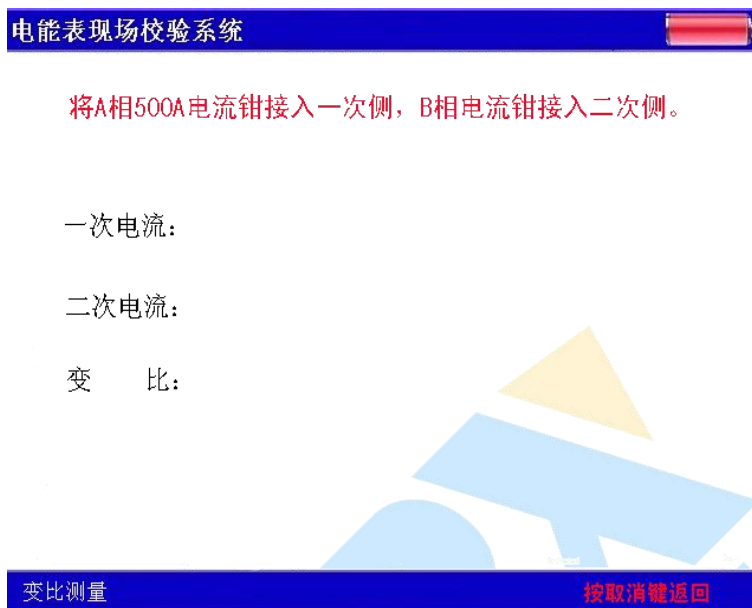 电能表现场校验系统
将A相500A电流钳接入一次侧，B相电流钳接入二次侧。
一次电流：
二次电流：
变 比：
变比测量 按取消键返回